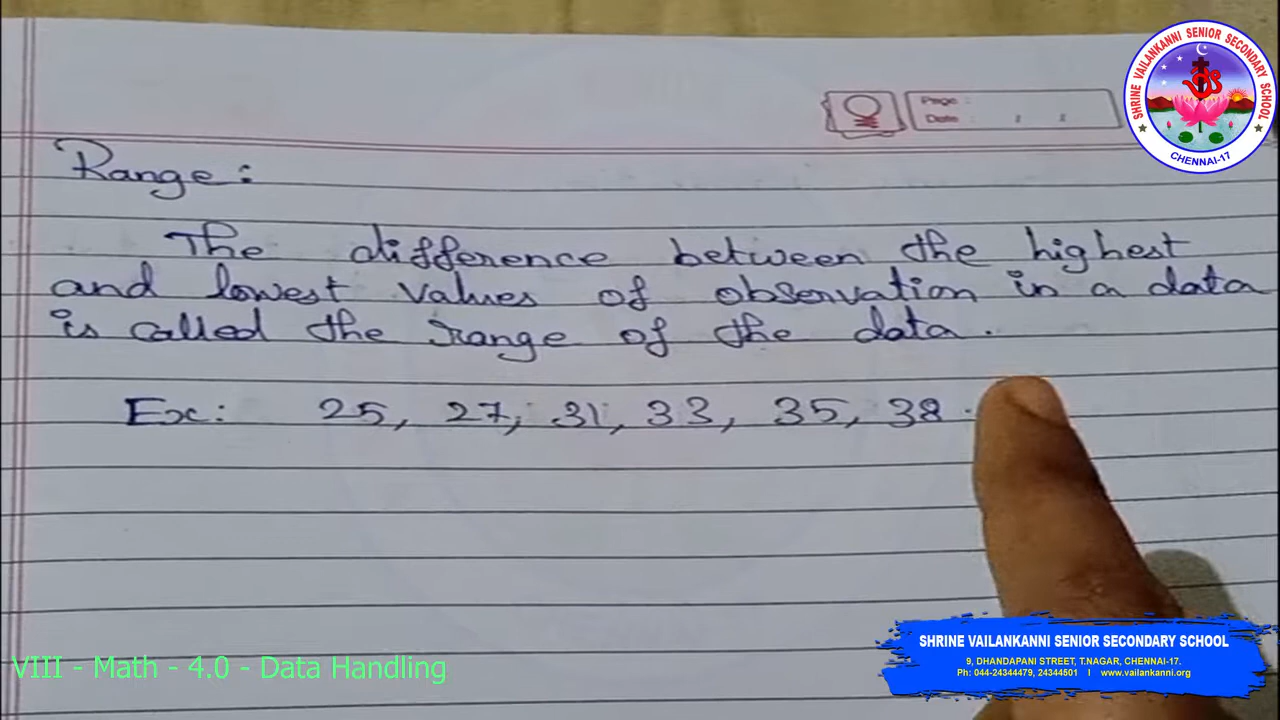 SHRINE VAILANKANNI SENIOR SECONDARY SCHOOL
CHENNAI-17
Page :
Date :
Range:
The difference between the highest
and lowest values of observation in a data
is called the range of the data.
Ex: 25, 27, 31, 33, 35, 38.
SHRINE VAILANKANNI SENIOR SECONDARY SCHOOL
9, DHANDAPANI STREET, T.NAGAR, CHENNAI-17.
Ph: 044-24344479, 24344501 I www.vailankanni.org
VIII - Math - 4.0 - Data Handling